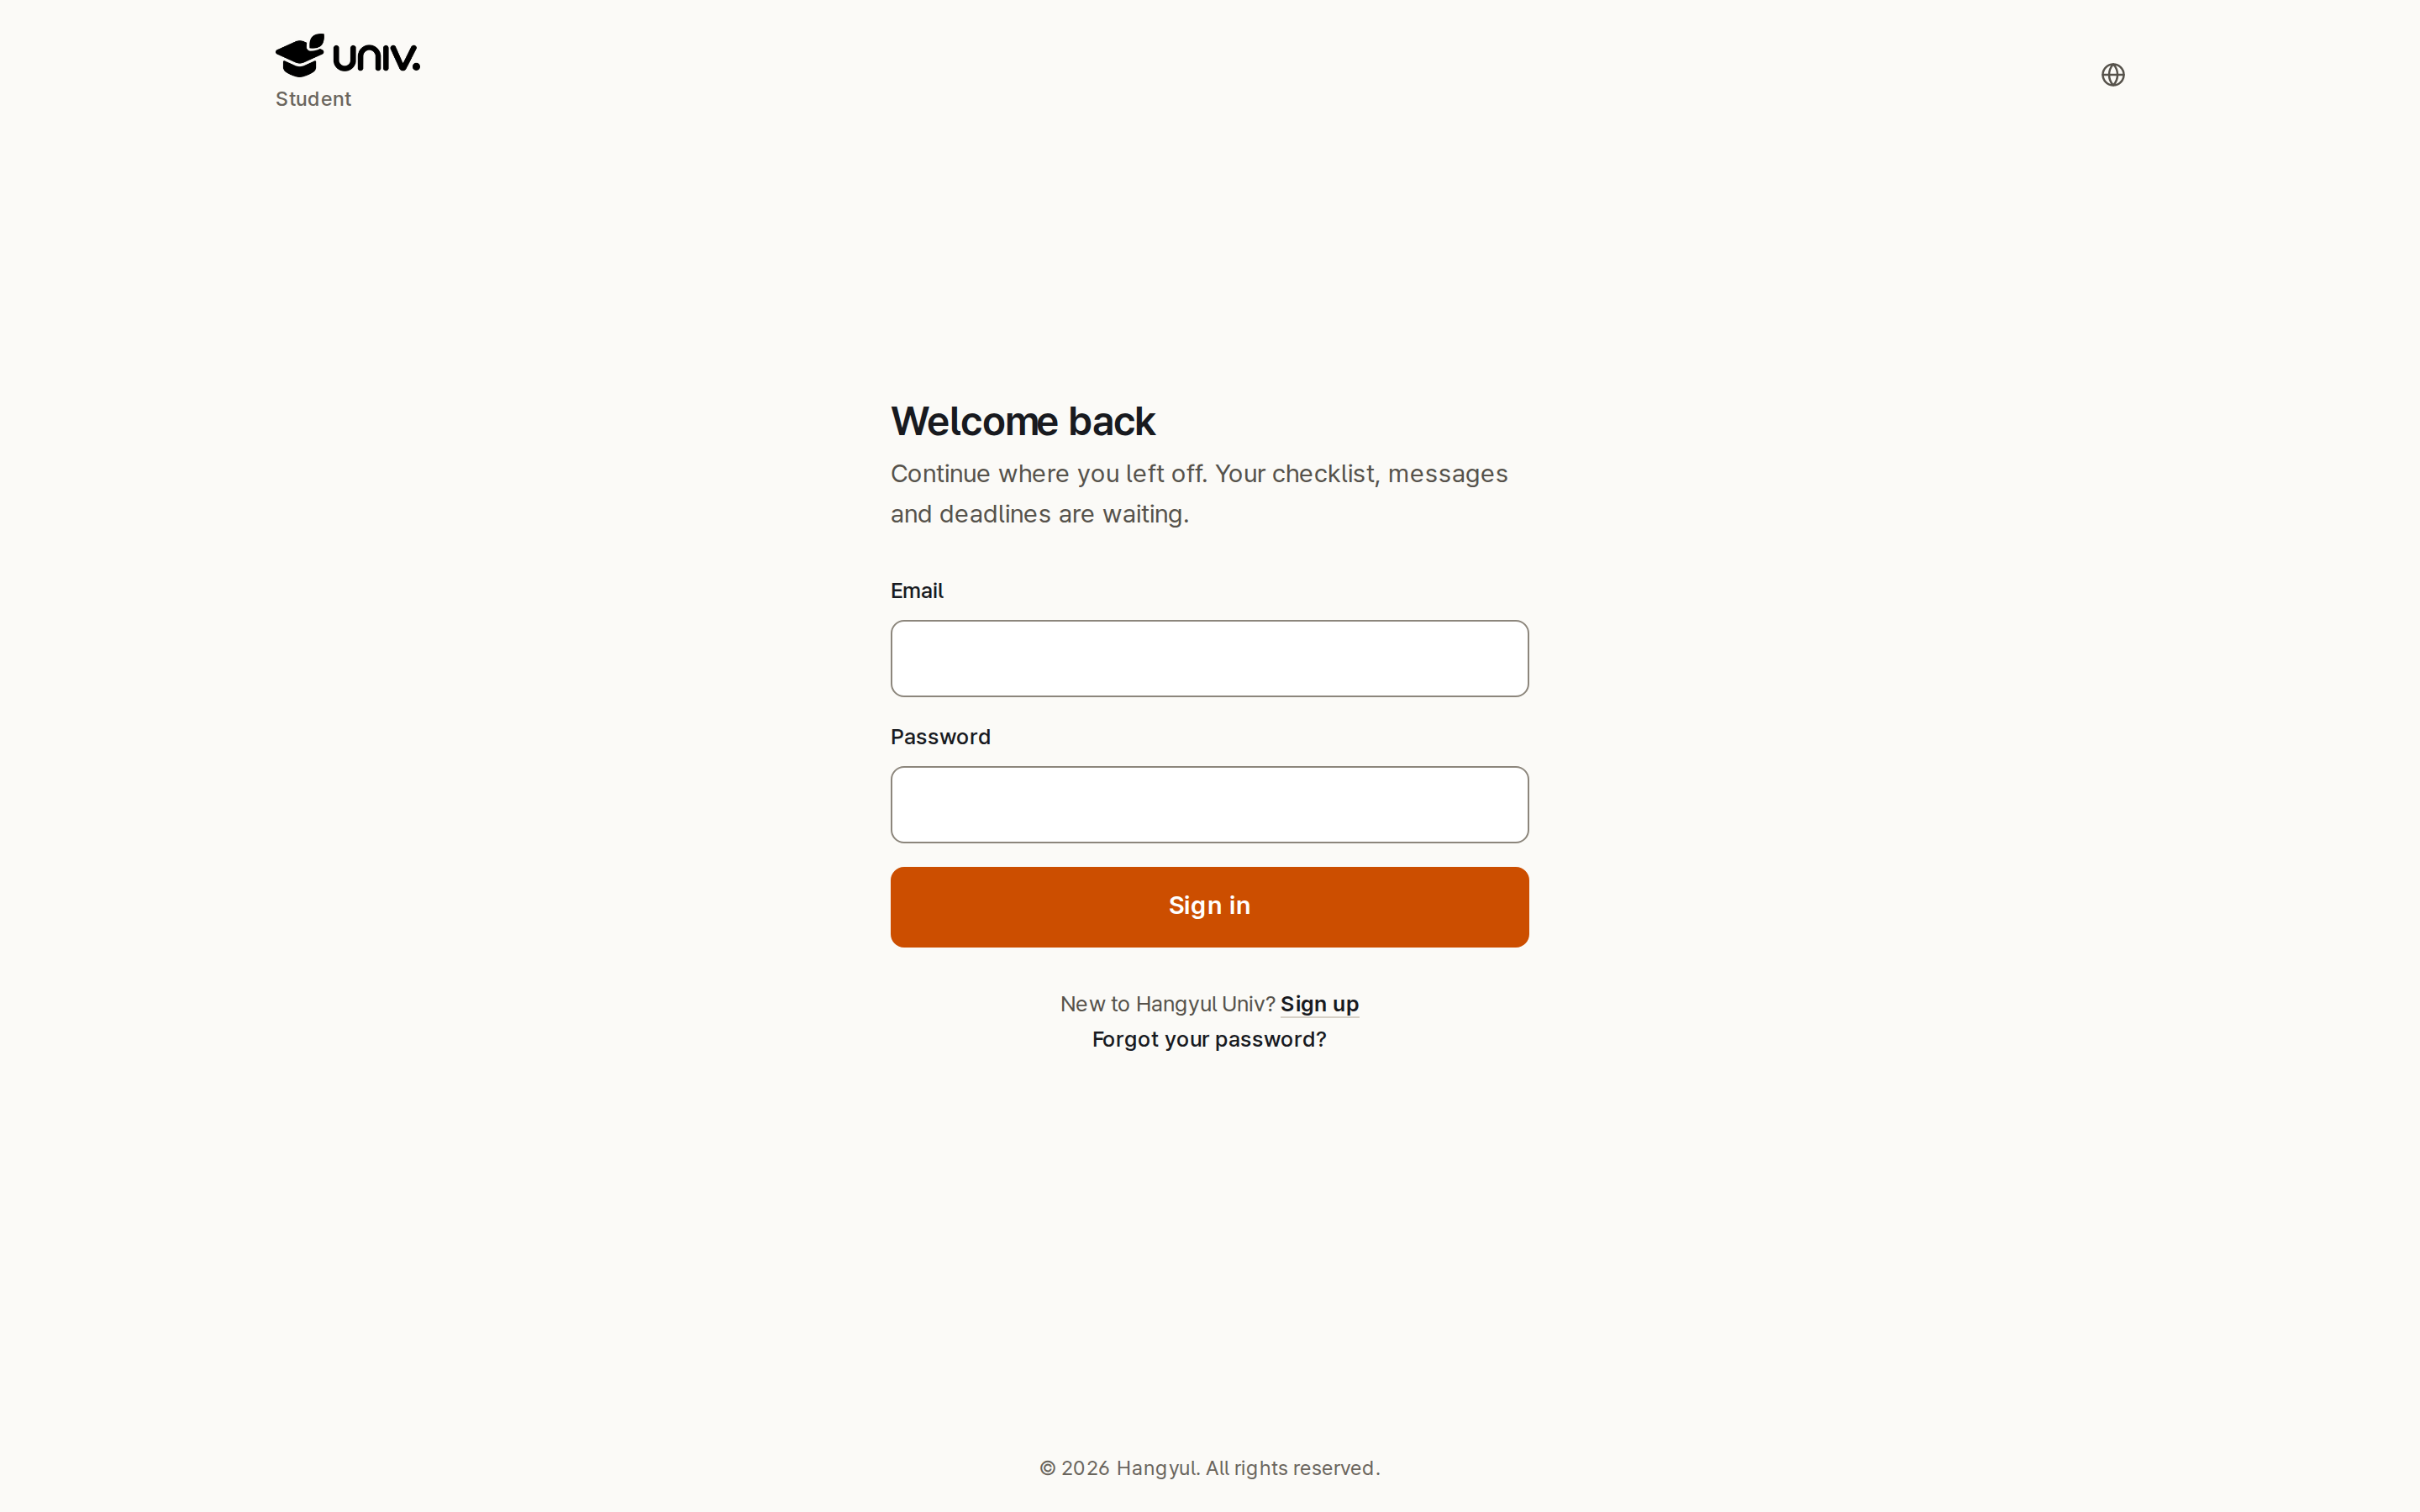 univ.
Student
Welcome back
Continue where you left off. Your checklist, messages
and deadlines are waiting.
Email
Password
Sign in
New to Hangyul Univ? Sign up
Forgot your password?
© 2026 Hangyul. All rights reserved.